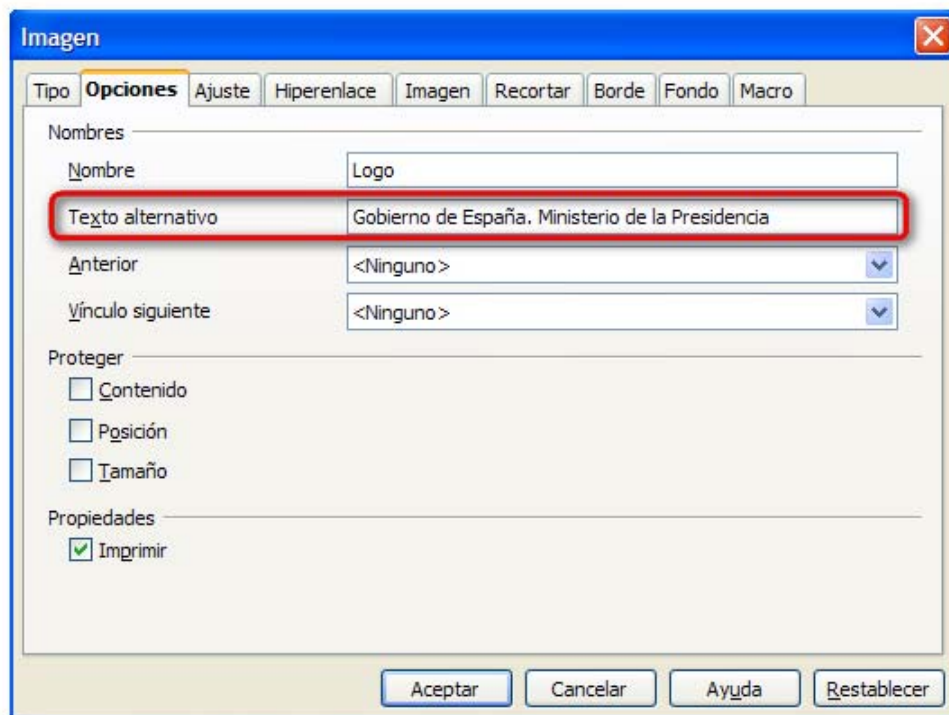 Imagen
Tipo Opciones Ajuste Hiperenlace Imagen Recortar Borde Fondo Macro
Nombres
Nombre Logo
Texto alternativo Gobierno de España. Ministerio de la Presidencia
Anterior <Ninguno>
Vínculo siguiente <Ninguno>
Proteger
Contenido
Posición
Tamaño
Propiedades
Imprimir
Aceptar Cancelar Ayuda Restablecer